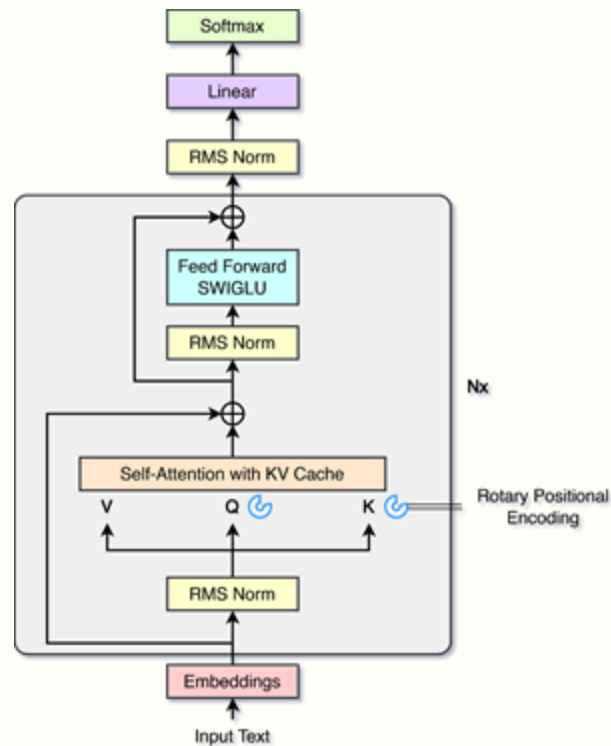 Softmax
Linear
RMS Norm
Feed Forward
SWIGLU
RMS Norm
Nx
Self-Attention with KV Cache
V Q K
Rotary Positional
Encoding
RMS Norm
Embeddings
Input Text